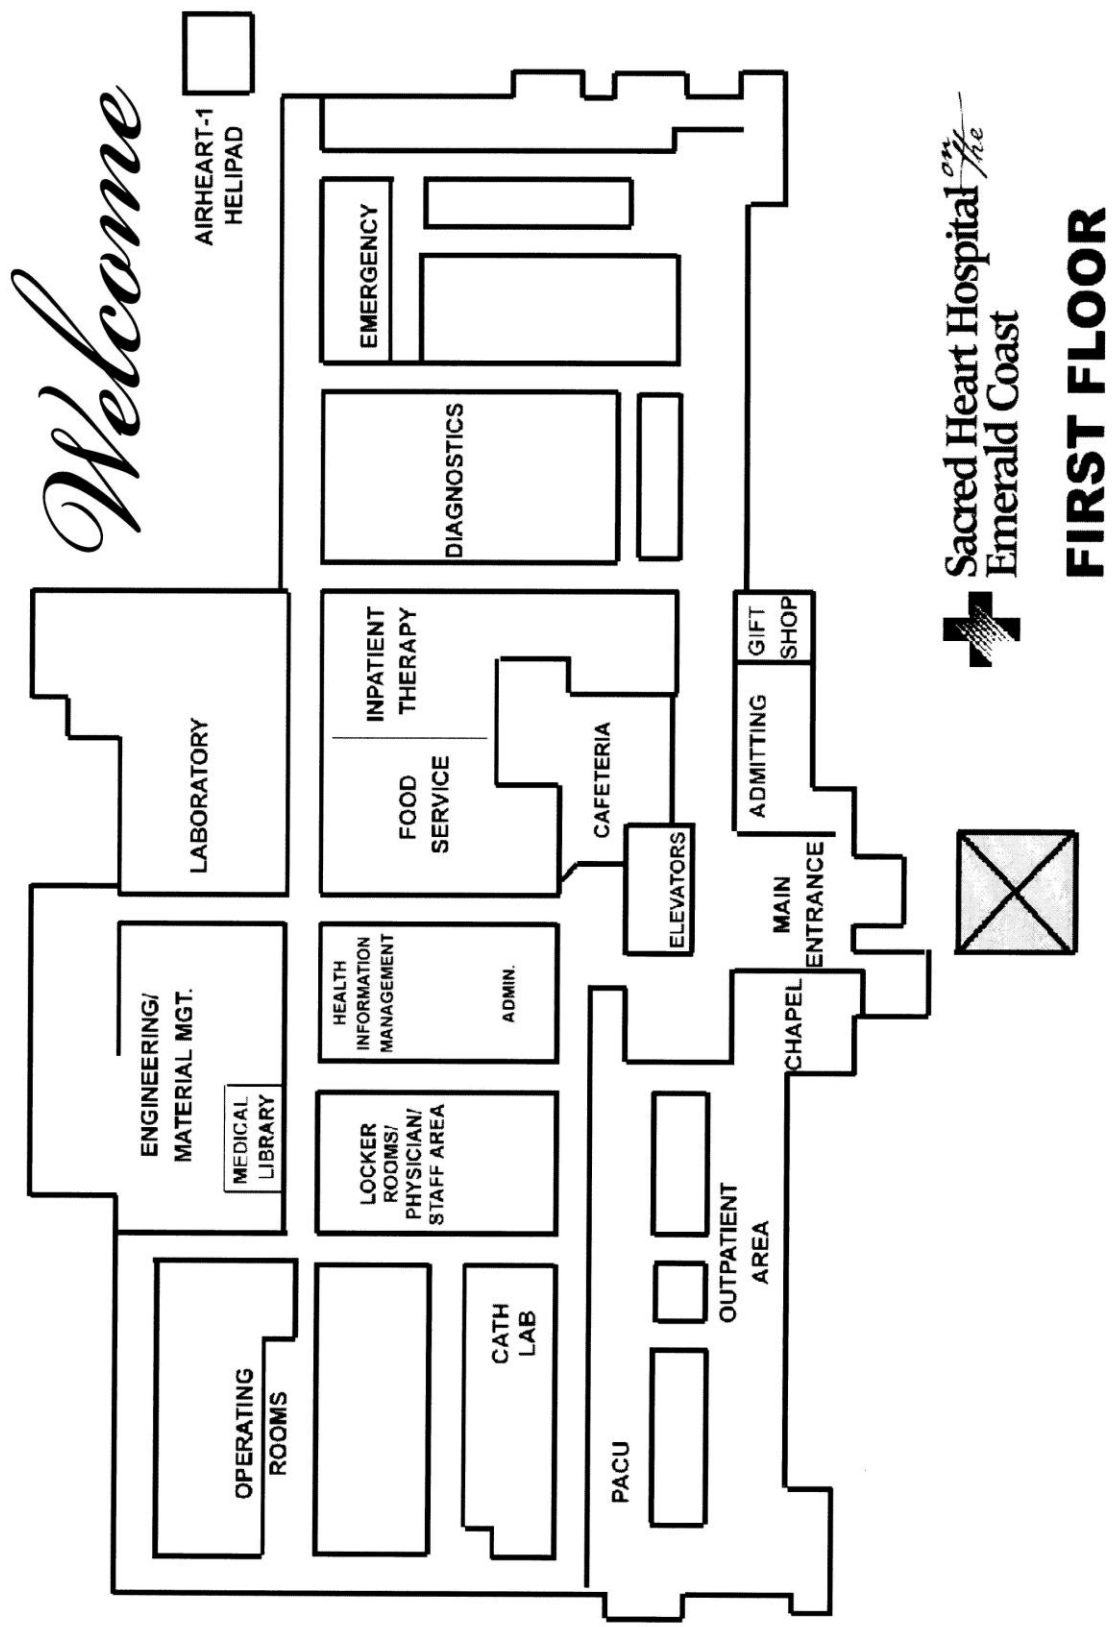 Welcome
AIRHEART-1
HELIPAD
LABORATORY
ENGINEERING/
MATERIAL MGT.
MEDICAL
LIBRARY
OPERATING
ROOMS
EMERGENCY
DIAGNOSTICS
INPATIENT
THERAPY
FOOD
SERVICE
HEALTH
INFORMATION
MANAGEMENT
ADMIN.
LOCKER
ROOMS/
PHYSICIAN/
STAFF AREA
CATH
LAB
CAFETERIA
ELEVATORS
PACU
OUTPATIENT
AREA
GIFT
SHOP
ADMITTING
MAIN
ENTRANCE
CHAPEL
Sacred Heart Hospital on the
Emerald Coast
FIRST FLOOR